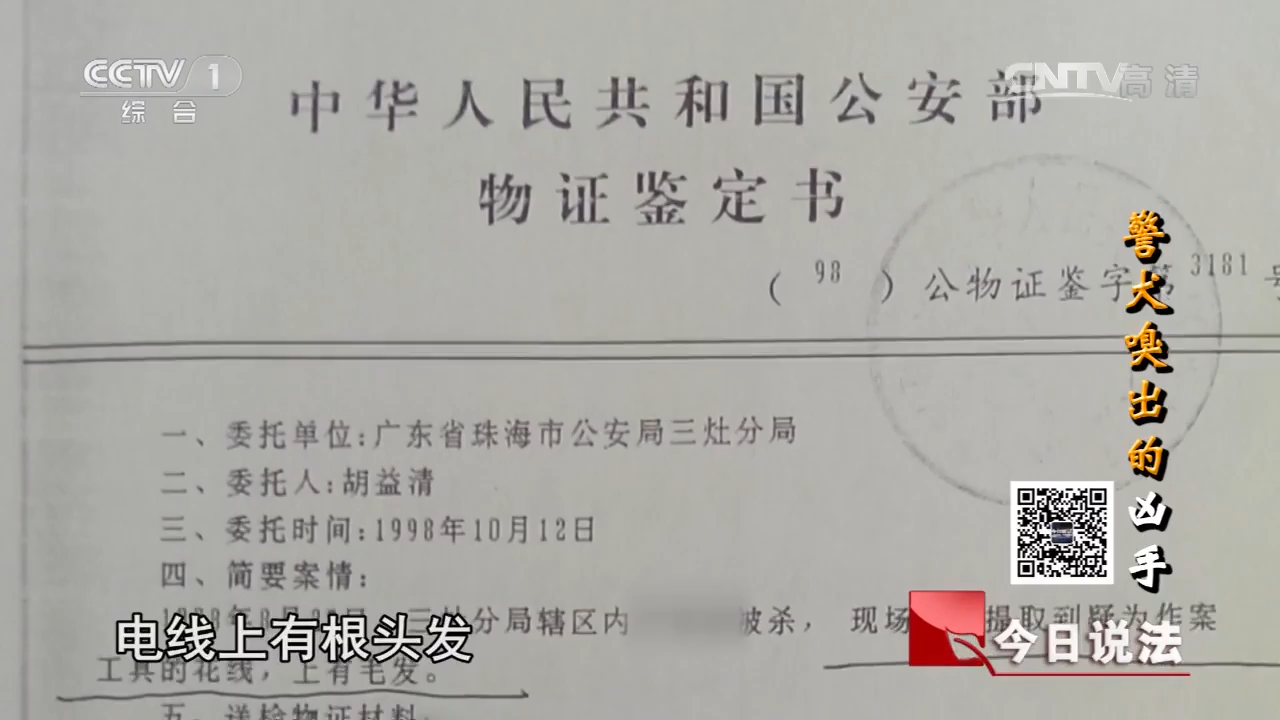 CCTV 1
综合
CNTV高清
中华人民共和国公安部
物证鉴定书
( 98 ) 公物证鉴字第 3181 号
一、委托单位:广东省珠海市公安局三灶分局
二、委托人:胡益清
三、委托时间:1998年10月12日
四、简要案情:
三灶分局辖区内 被杀, 现场 提取到疑为作案
工具的花线, 上有毛发。
五、送检物证材料:
电线上有根头发
警犬嗅出的凶手
今日说法